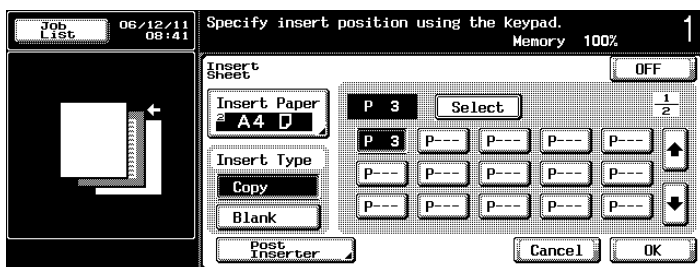 Job
List
06/12/11
08:41
Specify insert position using the keypad.
Memory 100%
1
Insert
Sheet
OFF
Insert Paper
2 A4
P 3
Select
1
2
Insert Type
Copy
Blank
P 3 P--- P--- P--- P---
P--- P--- P--- P--- P---
P--- P--- P--- P--- P---
Post
Inserter
Cancel
OK